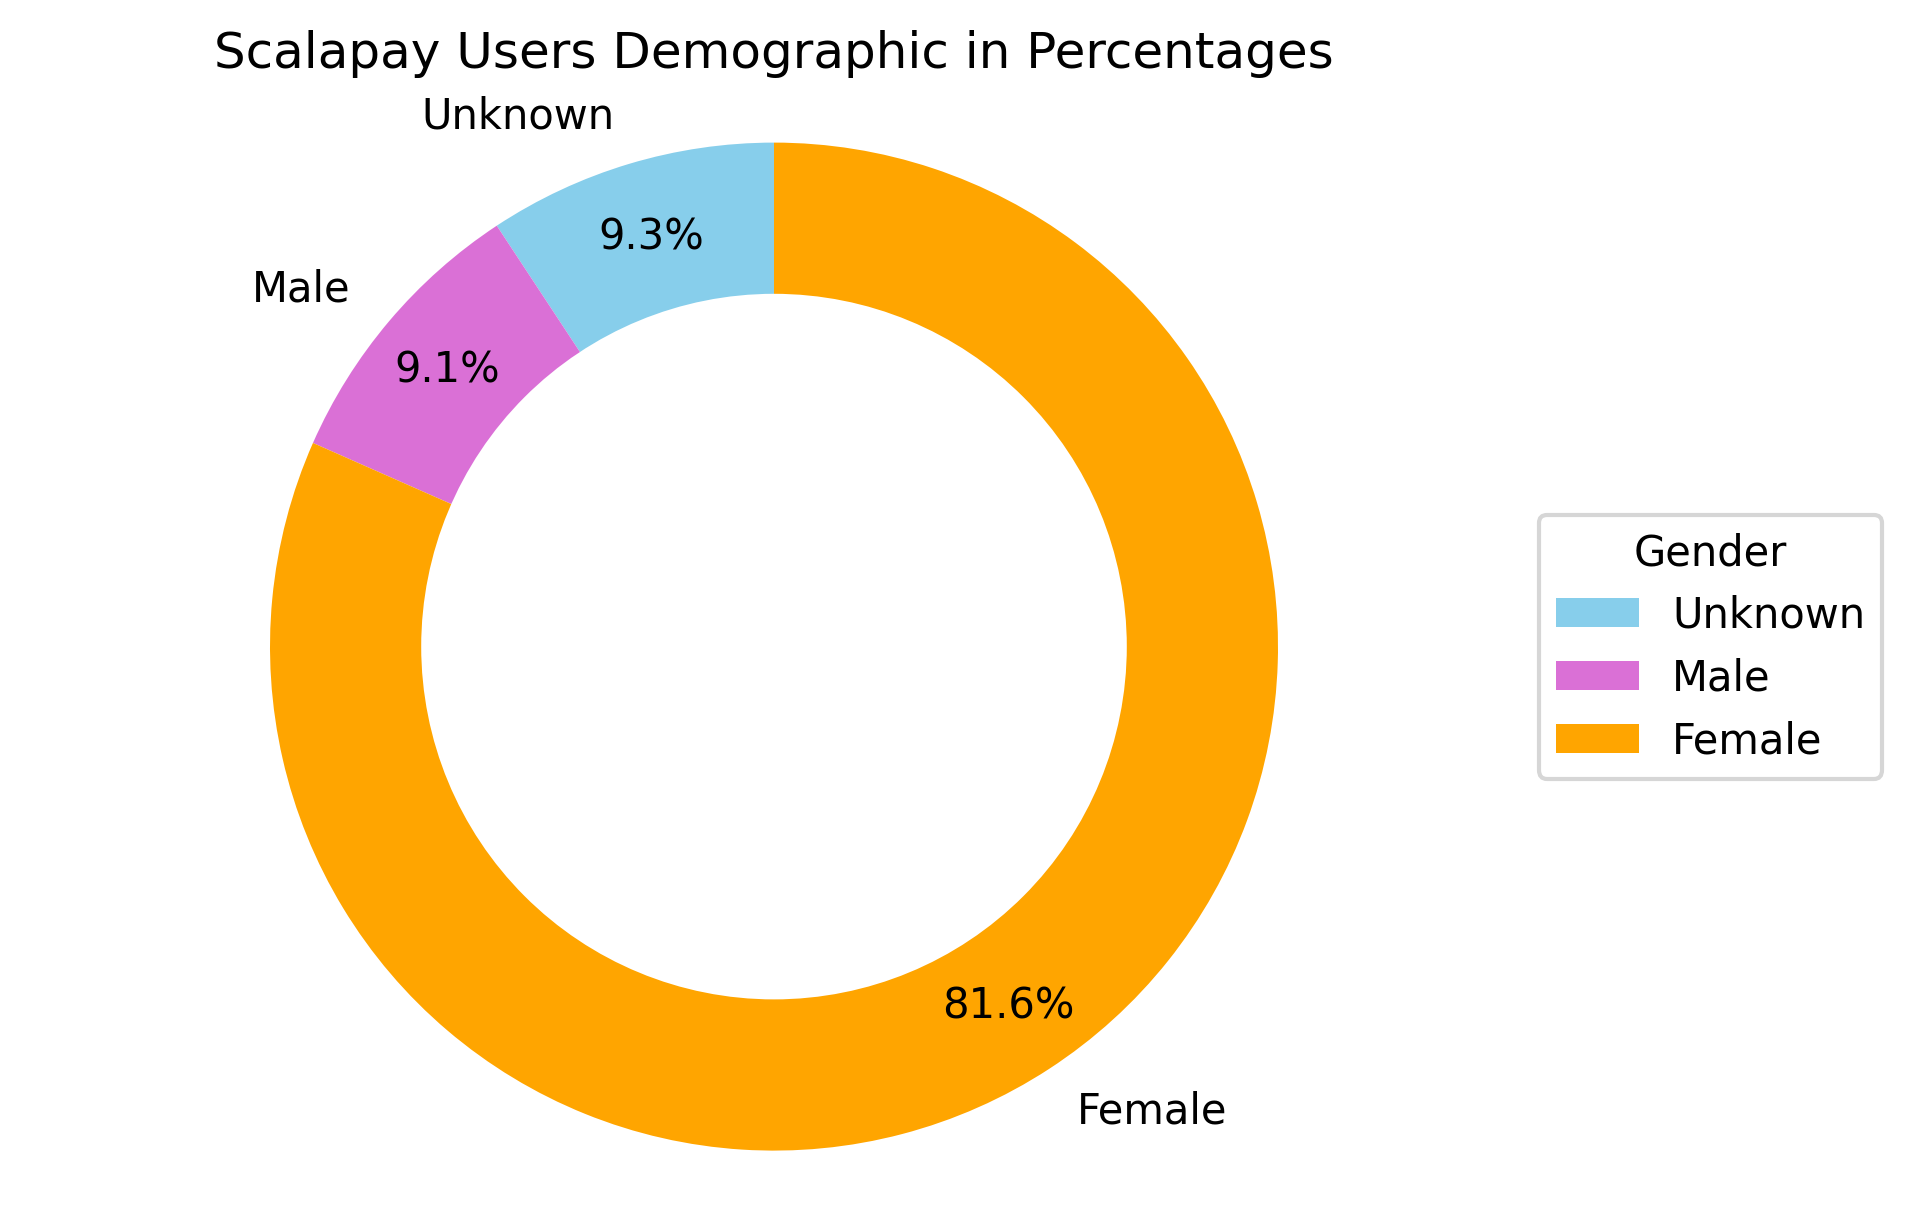 Scalapay Users Demographic in Percentages
Unknown
9.3%
Male
9.1%
81.6%
Female
Gender
Unknown
Male
Female